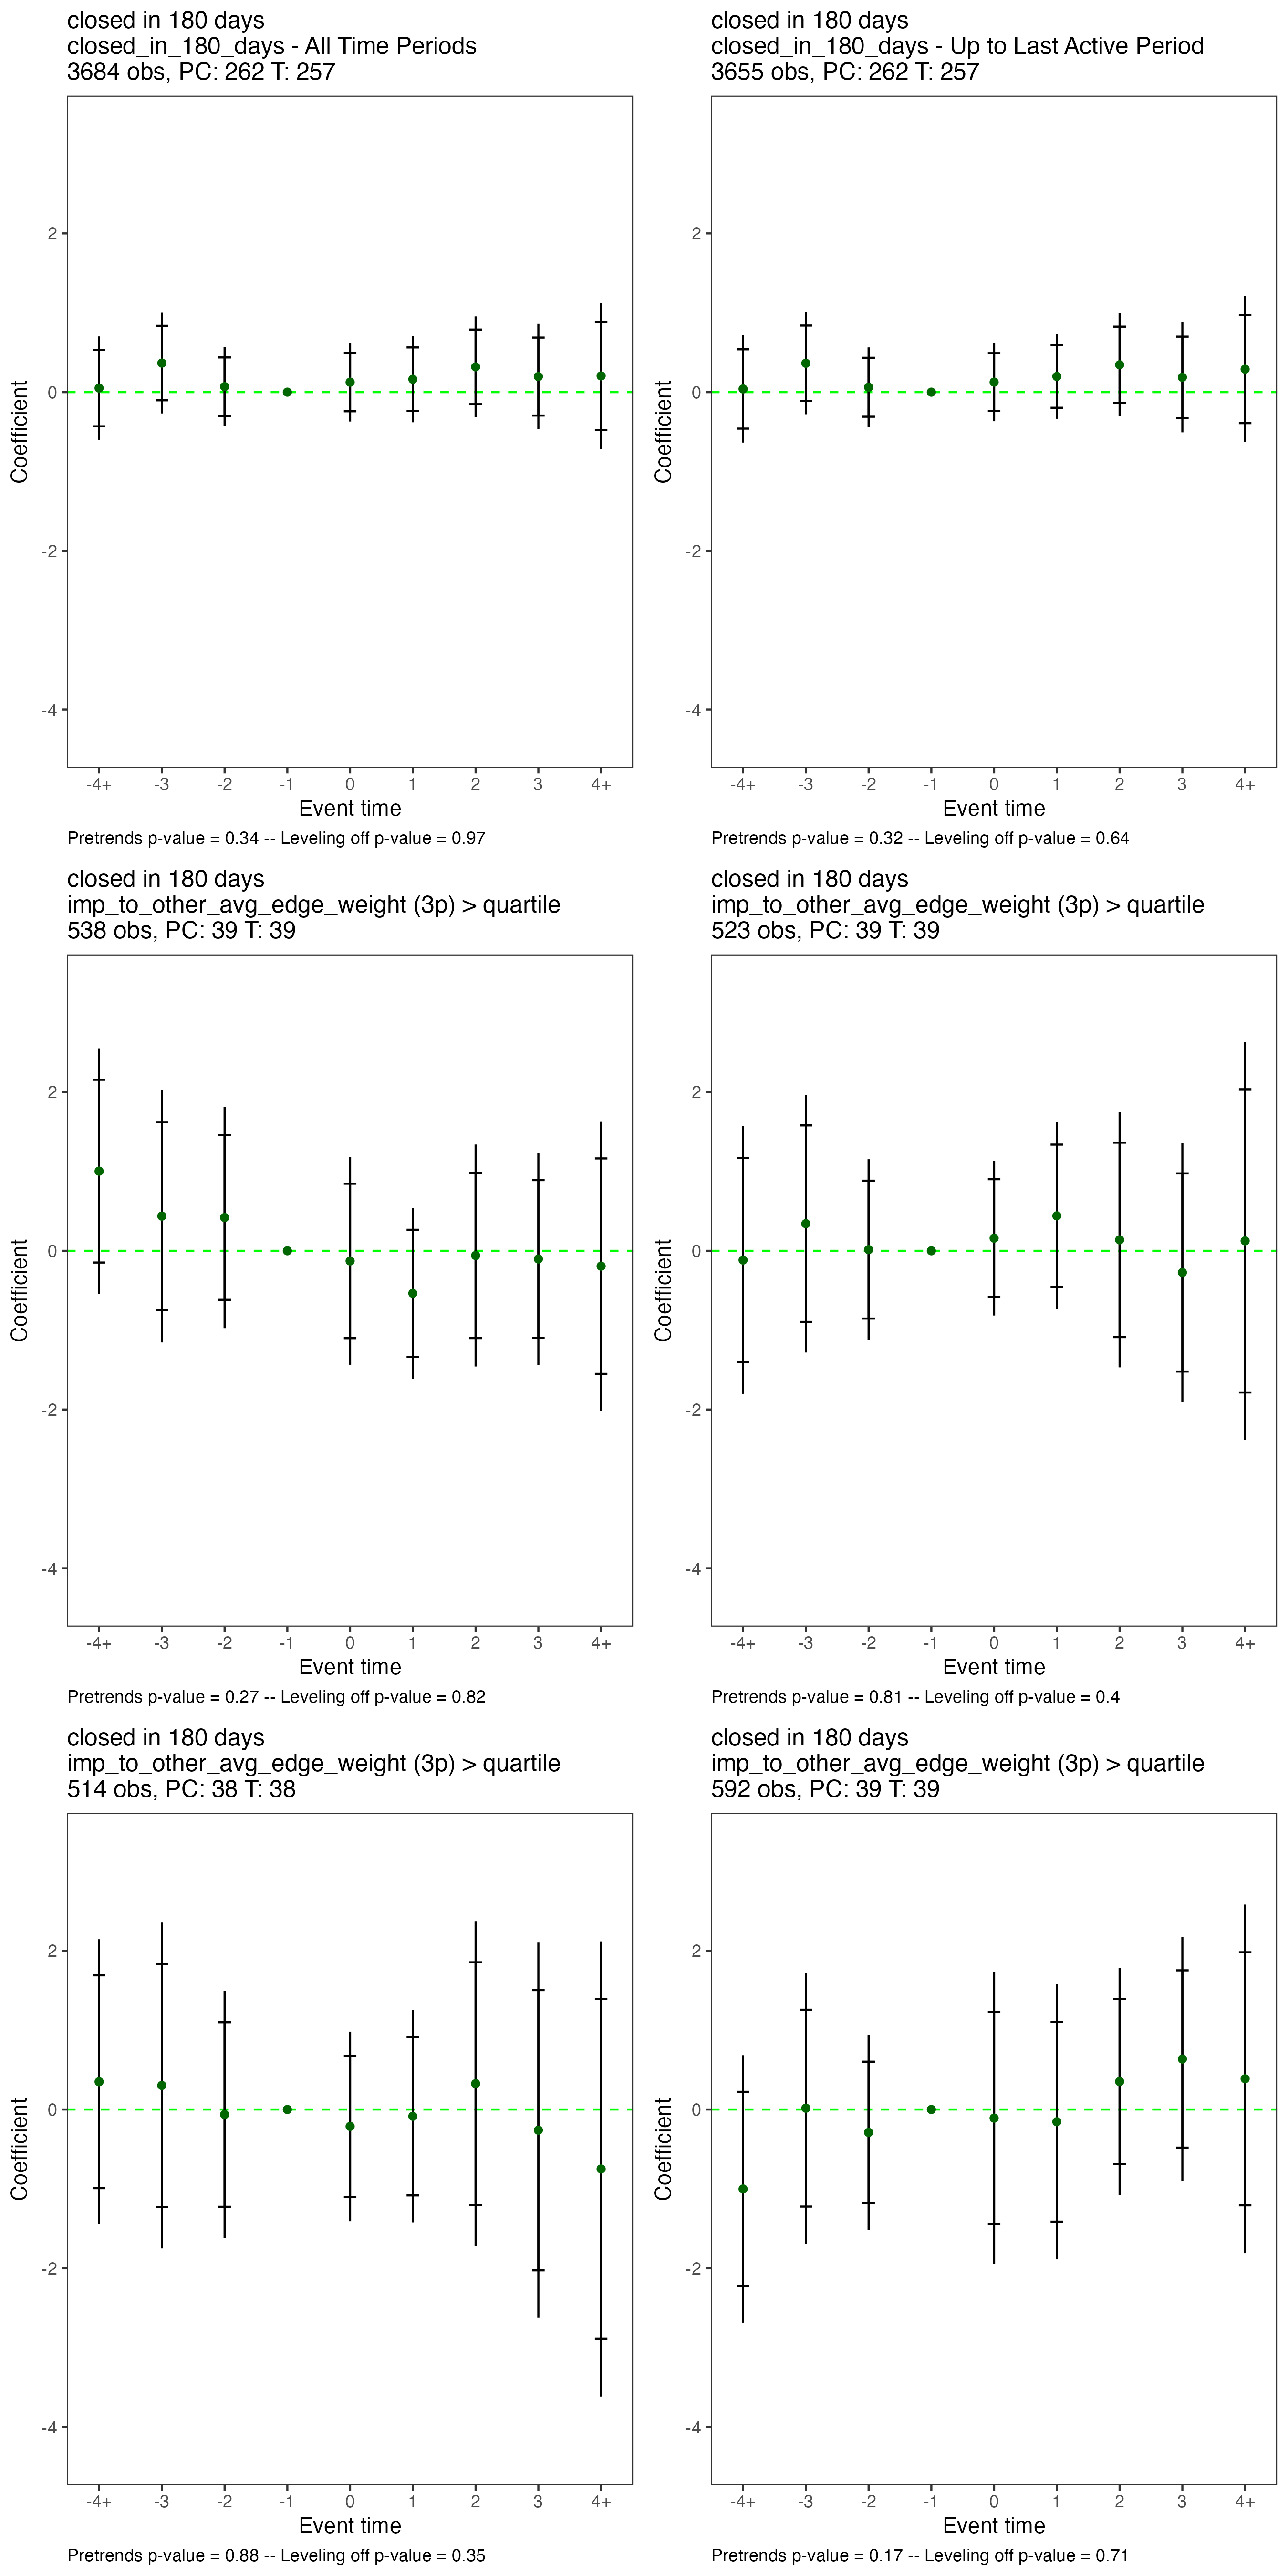 closed in 180 days
closed_in_180_days - All Time Periods
3684 obs, PC: 262 T: 257
2
0
-2
-4
Coefficient
-4+ -3 -2 -1 0 1 2 3 4+
Event time
Pretrends p-value = 0.34 -- Leveling off p-value = 0.97
closed in 180 days
closed_in_180_days - Up to Last Active Period
3655 obs, PC: 262 T: 257
2
0
-2
-4
Coefficient
-4+ -3 -2 -1 0 1 2 3 4+
Event time
Pretrends p-value = 0.32 -- Leveling off p-value = 0.64
closed in 180 days
imp_to_other_avg_edge_weight (3p) > quartile
538 obs, PC: 39 T: 39
2
0
-2
-4
Coefficient
-4+ -3 -2 -1 0 1 2 3 4+
Event time
Pretrends p-value = 0.27 -- Leveling off p-value = 0.82
closed in 180 days
imp_to_other_avg_edge_weight (3p) > quartile
523 obs, PC: 39 T: 39
2
0
-2
-4
Coefficient
-4+ -3 -2 -1 0 1 2 3 4+
Event time
Pretrends p-value = 0.81 -- Leveling off p-value = 0.4
closed in 180 days
imp_to_other_avg_edge_weight (3p) > quartile
514 obs, PC: 38 T: 38
2
0
-2
-4
Coefficient
-4+ -3 -2 -1 0 1 2 3 4+
Event time
Pretrends p-value = 0.88 -- Leveling off p-value = 0.35
closed in 180 days
imp_to_other_avg_edge_weight (3p) > quartile
592 obs, PC: 39 T: 39
2
0
-2
-4
Coefficient
-4+ -3 -2 -1 0 1 2 3 4+
Event time
Pretrends p-value = 0.17 -- Leveling off p-value = 0.71